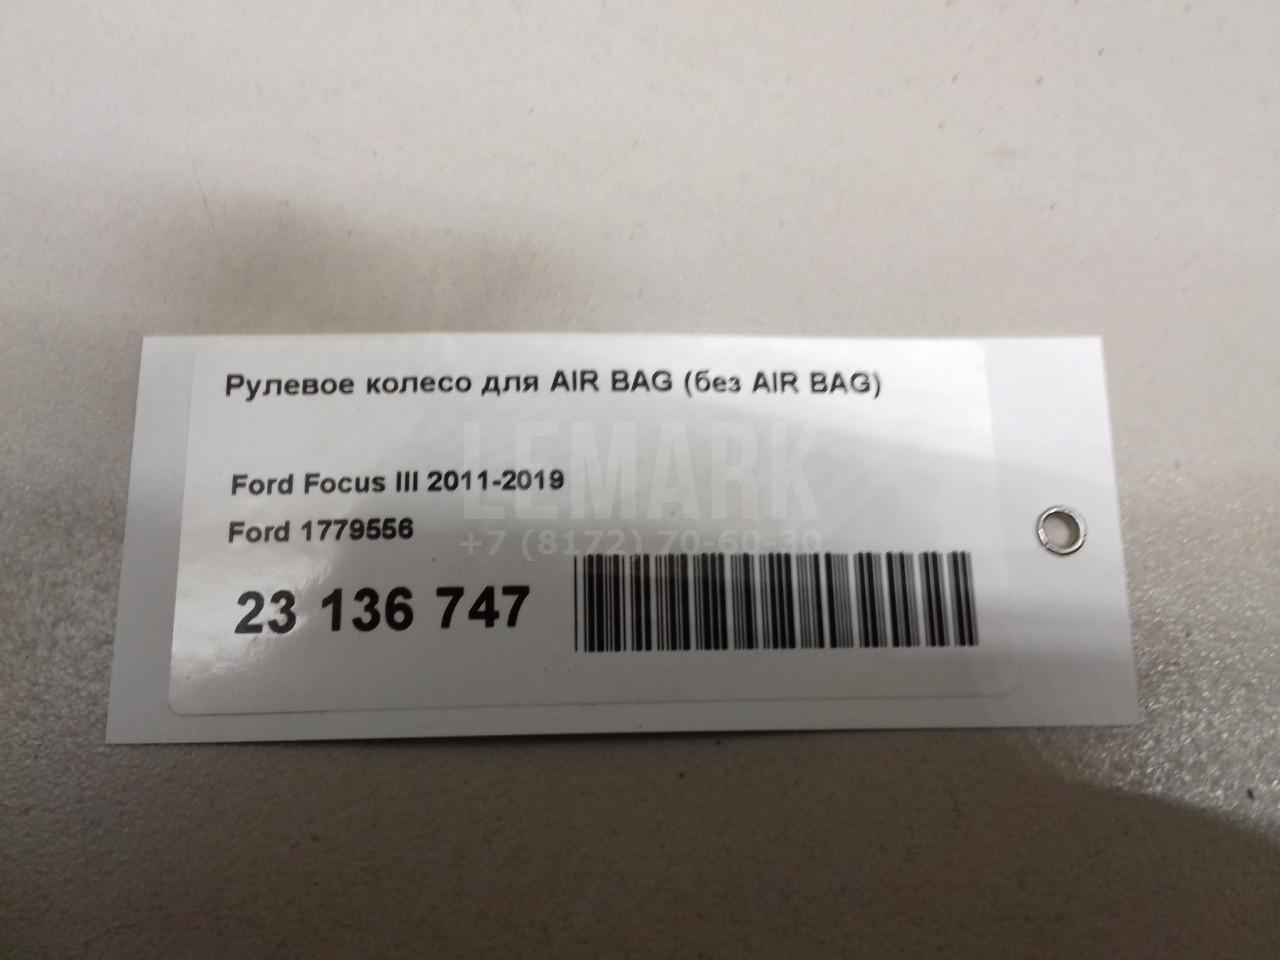 Рулевое колесо для AIR BAG (без AIR BAG)
LEMARK
Ford Focus III 2011-2019
Ford 1779556
+7 (8172) 70-60-30
23 136 747